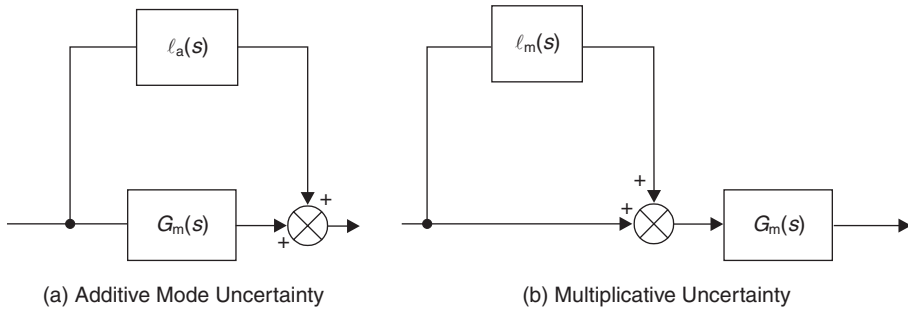 ℓa(s)
ℓm(s)
+
+
+
+
Gm(s)
Gm(s)
(a) Additive Mode Uncertainty
(b) Multiplicative Uncertainty